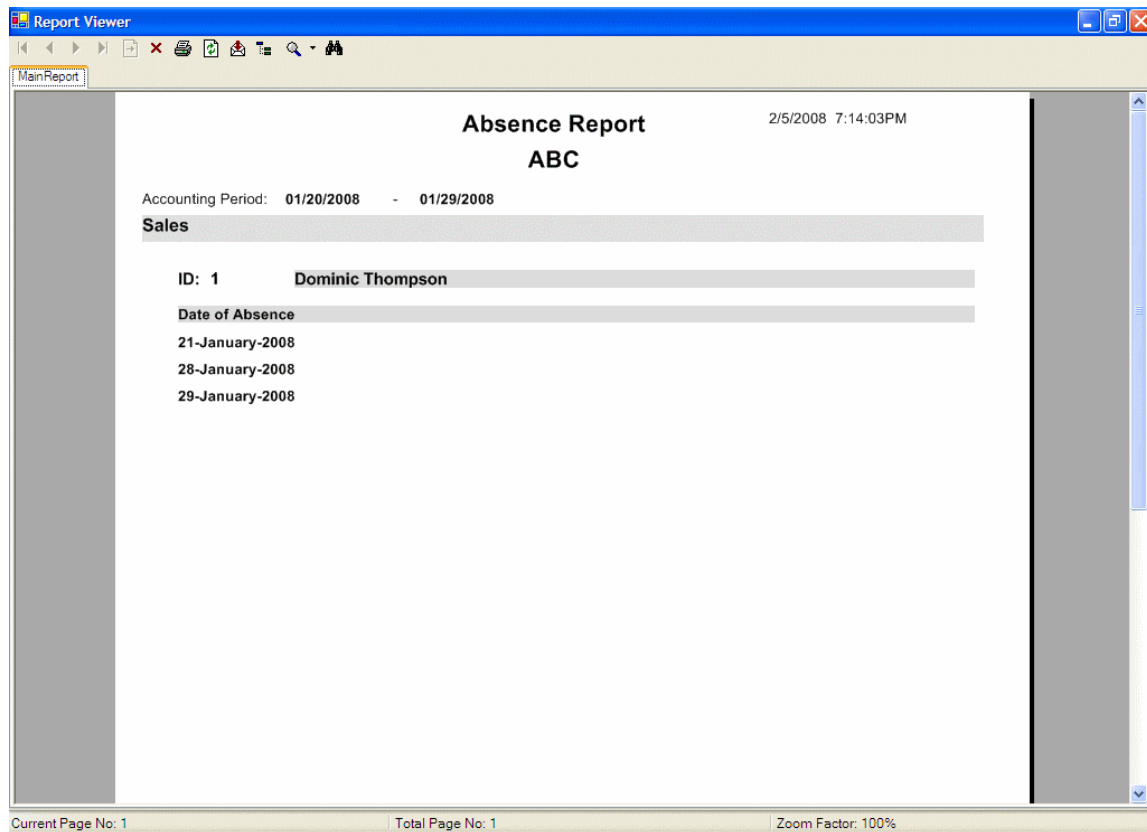 Report Viewer
MainReport
Absence Report 2/5/2008 7:14:03PM
ABC
Accounting Period: 01/20/2008 - 01/29/2008
Sales
ID: 1 Dominic Thompson
Date of Absence
21-January-2008
28-January-2008
29-January-2008
Current Page No: 1 Total Page No: 1 Zoom Factor: 100%